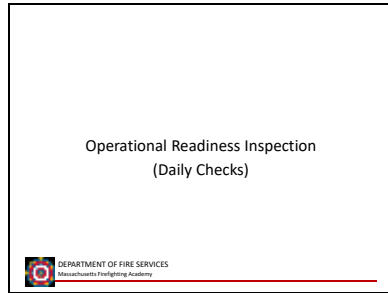 Operational Readiness Inspection
(Daily Checks)
DEPARTMENT OF FIRE SERVICES
Massachusetts Firefighting Academy